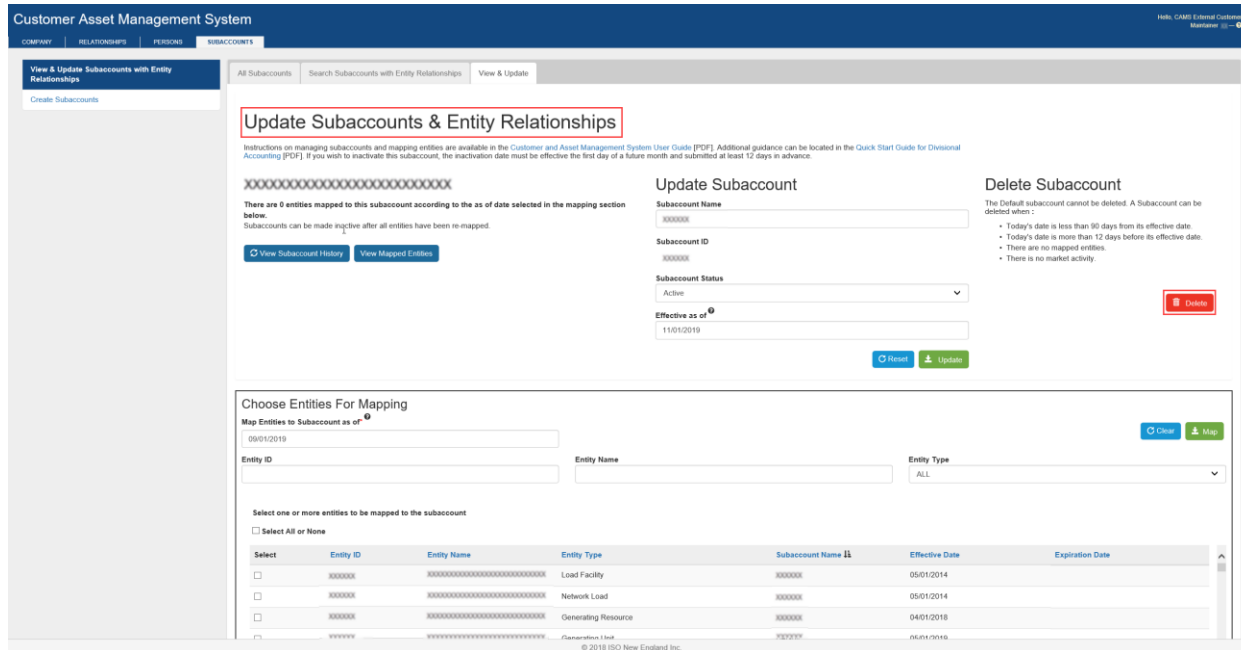 Customer Asset Management System
Hello, CAMS External Customer
Maintainer
COMPANY
RELATIONSHIPS
PERSONS
SUBACCOUNTS
View & Update Subaccounts with Entity
Relationships
Create Subaccounts
All Subaccounts
Search Subaccounts with Entity Relationships
View & Update
Update Subaccounts & Entity Relationships
Instructions on managing subaccounts and mapping entities are available in the Customer and Asset Management System User Guide [PDF]. Additional guidance can be located in the Quick Start Guide for Divisional
Accounting [PDF]. If you wish to inactivate this subaccount, the inactivation date must be effective the first day of a future month and submitted at least 12 days in advance.
XXXXXXXXXXXXXXXXXXXXXXXXX
There are 0 entities mapped to this subaccount according to the as of date selected in the mapping section
below.
Subaccounts can be made inactive after all entities have been re-mapped.
View Subaccount History
View Mapped Entities
Update Subaccount
Subaccount Name
XXXXXX
Subaccount ID
XXXXXX
Subaccount Status
Active
Effective as of
11/01/2019
Reset
Update
Delete Subaccount
The Default subaccount cannot be deleted. A Subaccount can be
deleted when :
• Today's date is less than 90 days from its effective date.
• Today's date is more than 12 days before its effective date.
• There are no mapped entities.
• There is no market activity.
Delete
Choose Entities For Mapping
Map Entities to Subaccount as of*
09/01/2019
Clear
Map
Entity ID
Entity Name
Entity Type
ALL
Select one or more entities to be mapped to the subaccount
Select All or None
Select Entity ID Entity Name Entity Type Subaccount Name Effective Date Expiration Date
XXXXXX XXXXXXXXXXXXXXXXXXXXXXXXXXX Load Facility XXXXXX 05/01/2014
XXXXXX XXXXXXXXXXXXXXXXXXXXXXXXXXX Network Load XXXXXX 05/01/2014
XXXXXX XXXXXXXXXXXXXXXXXXXXXXXXXXX Generating Resource XXXXXX 04/01/2018
Generating Unit 05/01/2019
© 2018 ISO New England Inc.